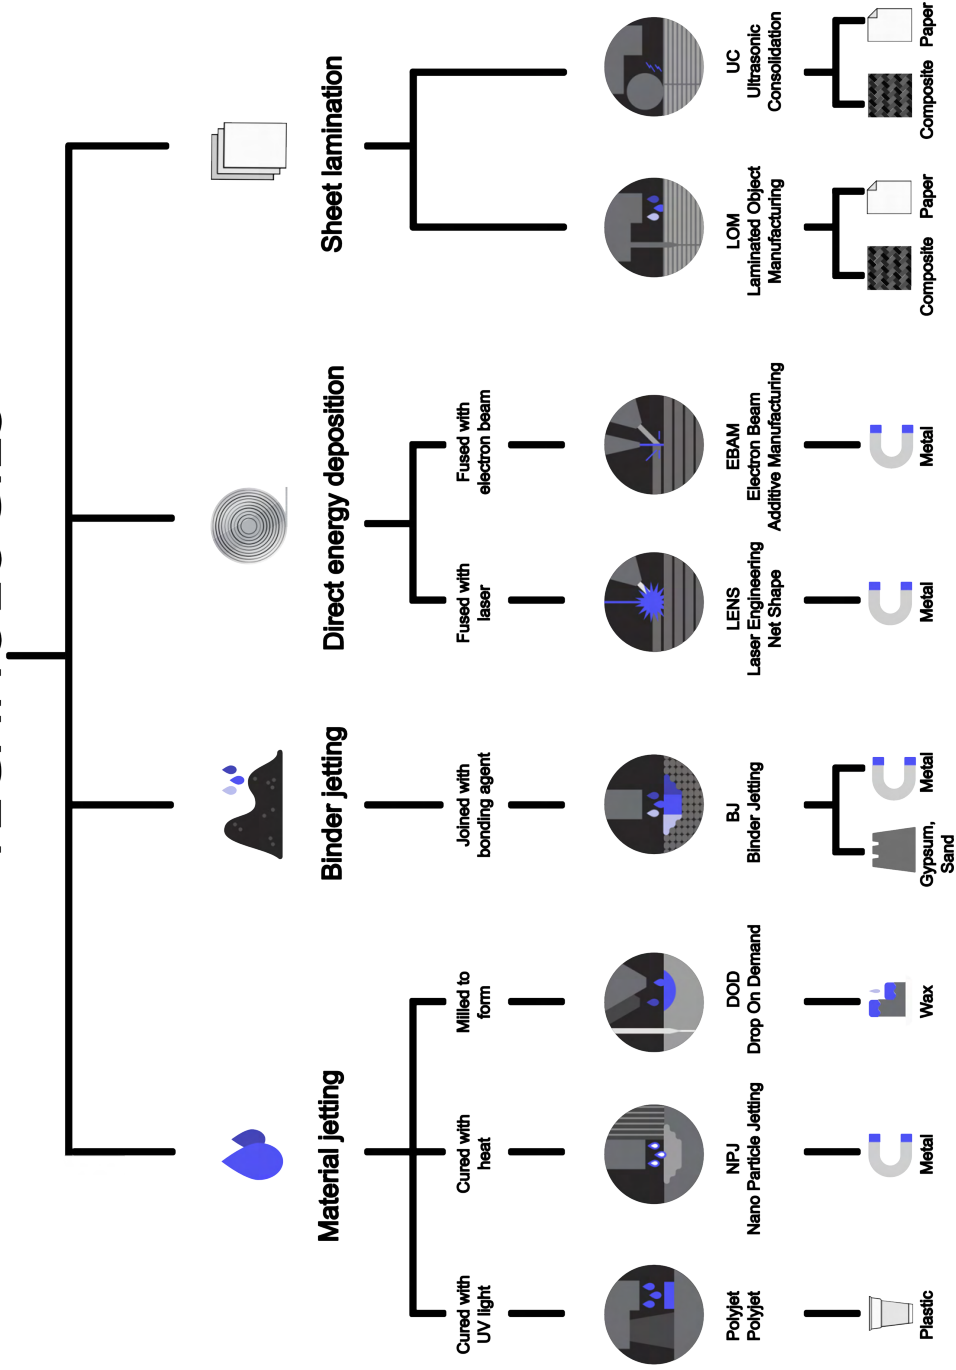 Material jetting
Binder jetting
Direct energy deposition
Sheet lamination
Cured with
UV light
Cured with
heat
Milled to
form
Joined with
bonding agent
Fused with
laser
Fused with
electron beam
Polyjet
Polyjet
NPJ
Nano Particle Jetting
DOD
Drop On Demand
BJ
Binder Jetting
LENS
Laser Engineering
Net Shape
EBAM
Electron Beam
Additive Manufacturing
LOM
Laminated Object
Manufacturing
UC
Ultrasonic
Consolidation
Plastic
Metal
Wax
Gypsum,
Sand
Metal
Metal
Metal
Composite
Paper
Composite
Paper